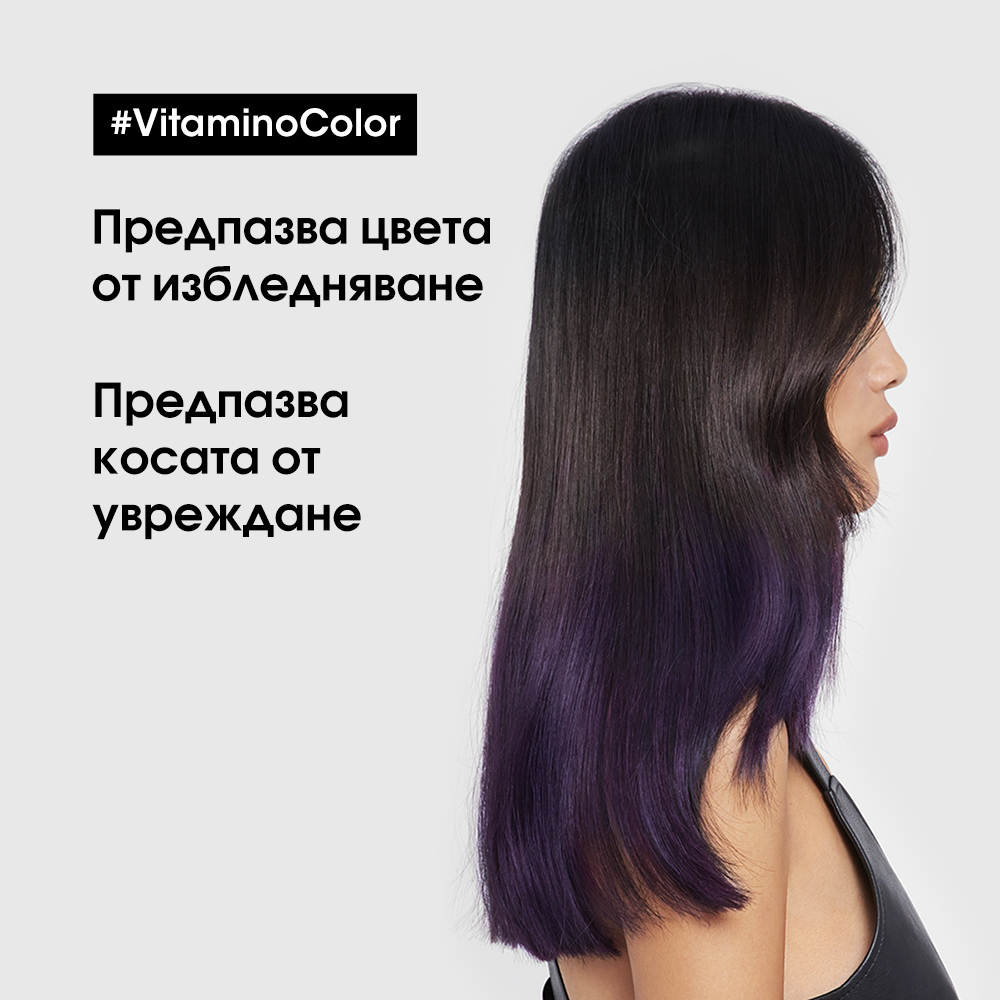 #VitaminoColor
Предпазва цвета
от избледняване
Предпазва
косата от
увреждане